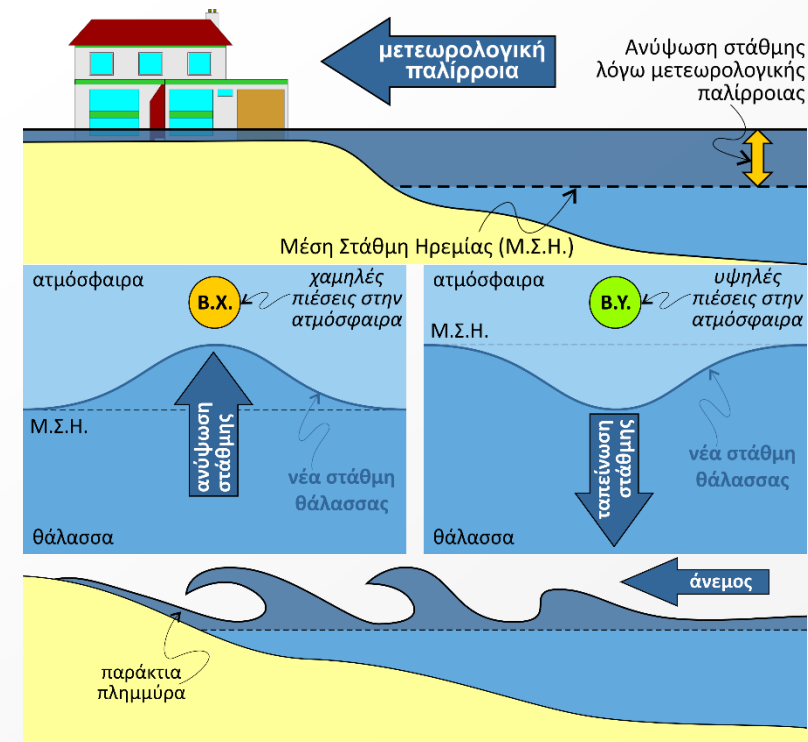 μετεωρολογική
παλίρροια
Ανύψωση στάθμης
λόγω μετεωρολογικής
παλίρροιας
Μέση Στάθμη Ηρεμίας (Μ.Σ.Η.)
ατμόσφαιρα
Β.Χ.
χαμηλές
πιέσεις στην
ατμόσφαιρα
Μ.Σ.Η.
ανύψωση
στάθμης
νέα στάθμη
θάλασσας
θάλασσα
ατμόσφαιρα
Β.Υ.
υψηλές
πιέσεις στην
ατμόσφαιρα
Μ.Σ.Η.
ταπείνωση
στάθμης
νέα στάθμη
θάλασσας
θάλασσα
άνεμος
παράκτια
πλημμύρα